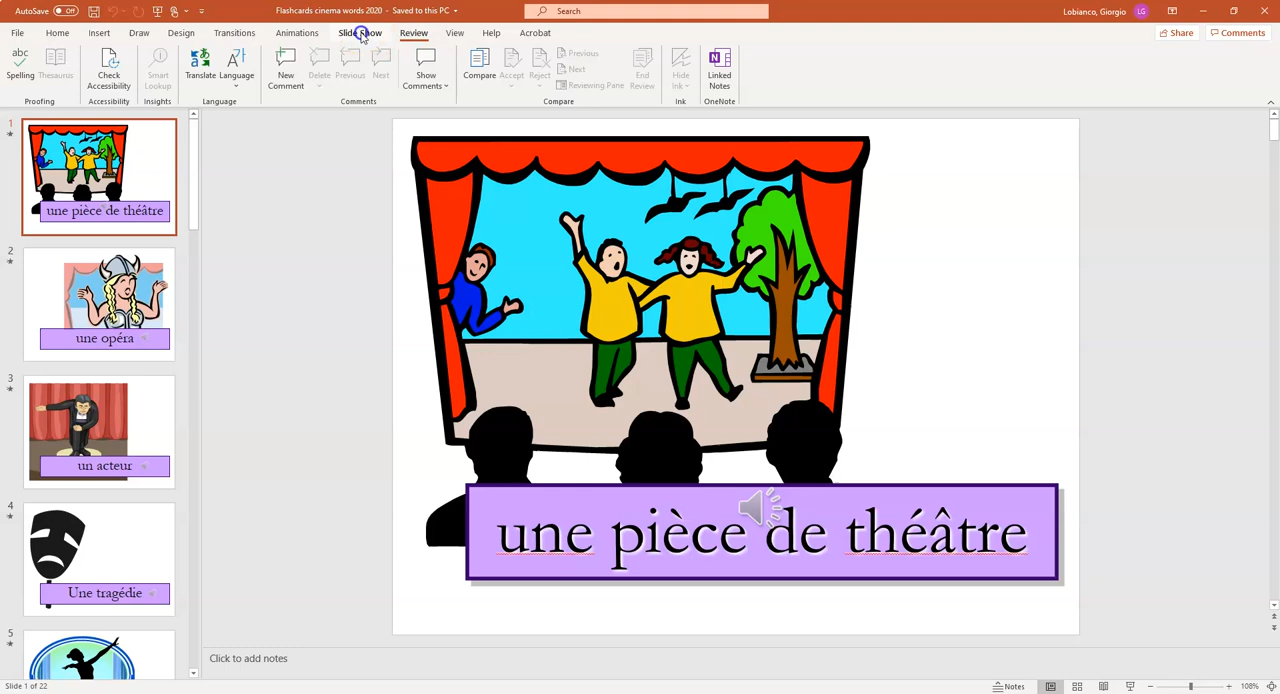 AutoSave Off Flashcards cinema words 2020 - Saved to this PC Search Lobianco, Giorgio LG
File Home Insert Draw Design Transitions Animations Slide Show Review View Help Acrobat Share Comments
abc
Spelling Thesaurus Check Accessibility Smart Lookup Translate Language New Comment Delete Previous Next Show Comments Compare Accept Reject Previous Next Reviewing Pane End Review Hide Ink Linked Notes
Proofing Accessibility Insights Language Comments Compare Ink OneNote
1
une pièce de théâtre
2
une opéra
3
un acteur
4
Une tragédie
5
une pièce de théâtre
Click to add notes
Slide 1 of 22 Notes 108%